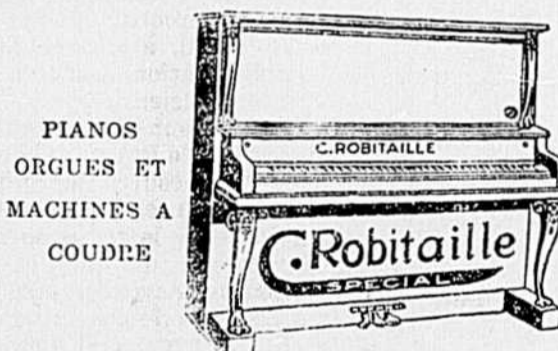 PIANOS
ORGUES ET
MACHINES A
COUDRE
C. ROBITAILLE
C. Robitaille
SPECIAL